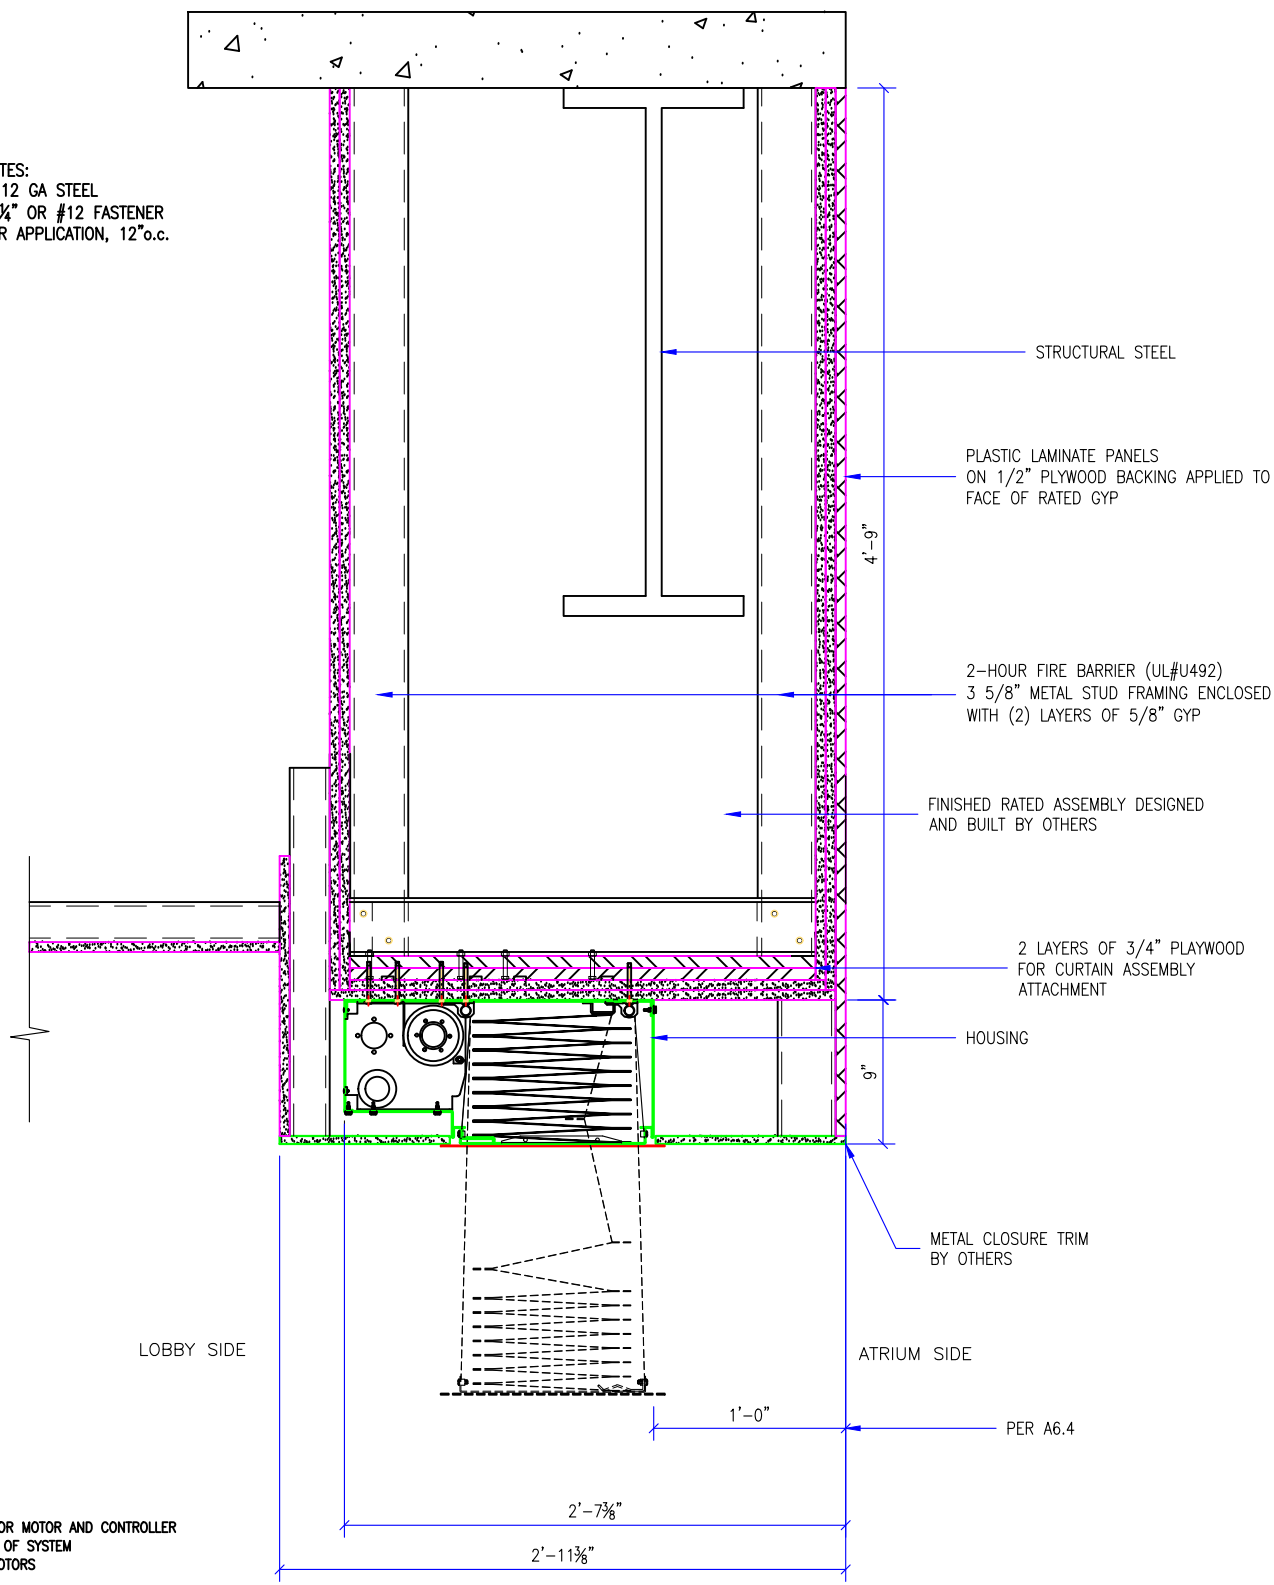 TES:
12 GA STEEL
¼" OR #12 FASTENER
R APPLICATION, 12"o.c.
STRUCTURAL STEEL
PLASTIC LAMINATE PANELS
ON 1/2" PLYWOOD BACKING APPLIED TO
FACE OF RATED GYP
4'-9"
2-HOUR FIRE BARRIER (UL#U492)
3 5/8" METAL STUD FRAMING ENCLOSED
WITH (2) LAYERS OF 5/8" GYP
FINISHED RATED ASSEMBLY DESIGNED
AND BUILT BY OTHERS
2 LAYERS OF 3/4" PLAYWOOD
FOR CURTAIN ASSEMBLY
ATTACHMENT
HOUSING
9"
METAL CLOSURE TRIM
BY OTHERS
LOBBY SIDE
ATRIUM SIDE
1'-0"
PER A6.4
2'-7⅜"
2'-11⅜"
OR MOTOR AND CONTROLLER
OF SYSTEM
OTORS